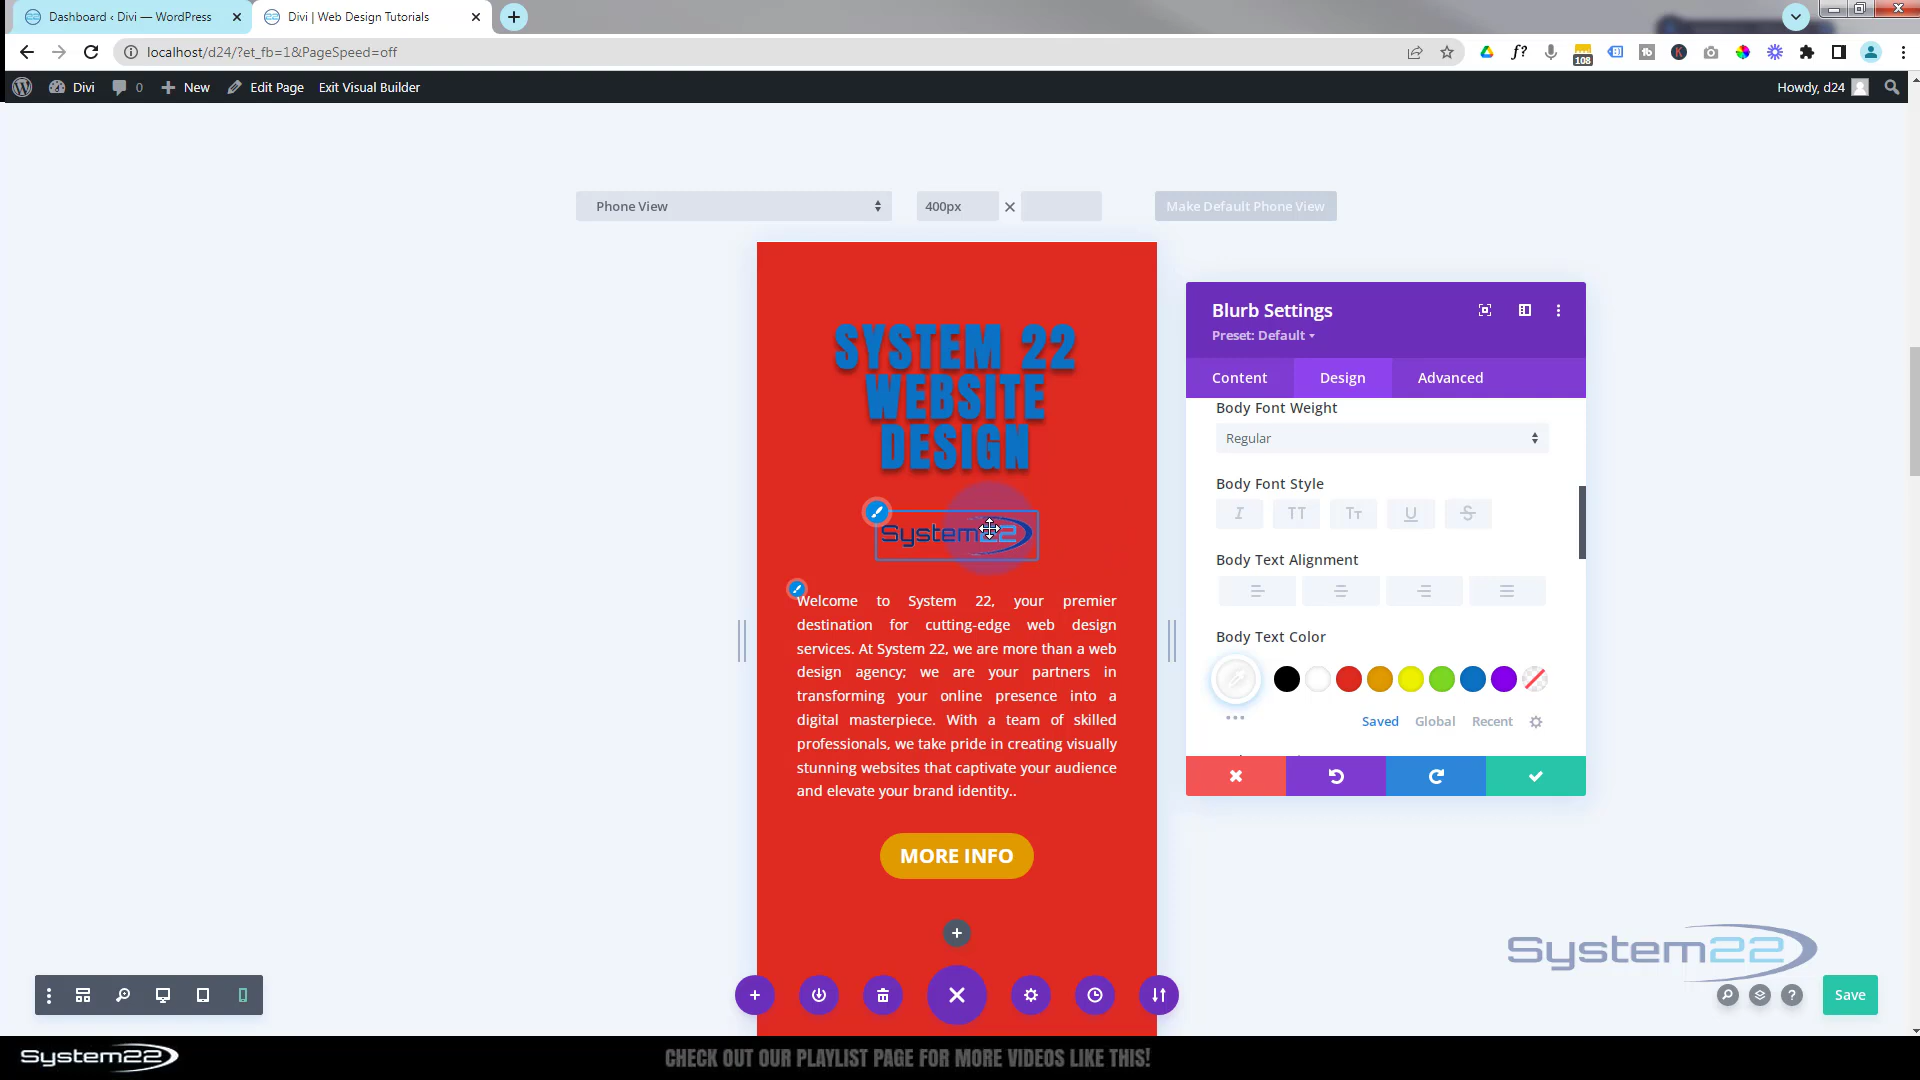 Dashboard ‹ Divi — WordPress
Divi | Web Design Tutorials
localhost/d24/?et_fb=1&PageSpeed=off
108
Divi
0
New
Edit Page
Exit Visual Builder
Howdy, d24
Phone View
400px
Make Default Phone View
SYSTEM 22
WEBSITE
DESIGN
System22
Welcome to System 22, your premier
destination for cutting-edge web design
services. At System 22, we are more than a web
design agency; we are your partners in
transforming your online presence into a
digital masterpiece. With a team of skilled
professionals, we take pride in creating visually
stunning websites that captivate your audience
and elevate your brand identity..
MORE INFO
Blurb Settings
Preset: Default
Content
Design
Advanced
Body Font Weight
Regular
Body Font Style
I TT Tт U S
Body Text Alignment
Body Text Color
Saved
Global
Recent
System22
Save
System22
CHECK OUT OUR PLAYLIST PAGE FOR MORE VIDEOS LIKE THIS!